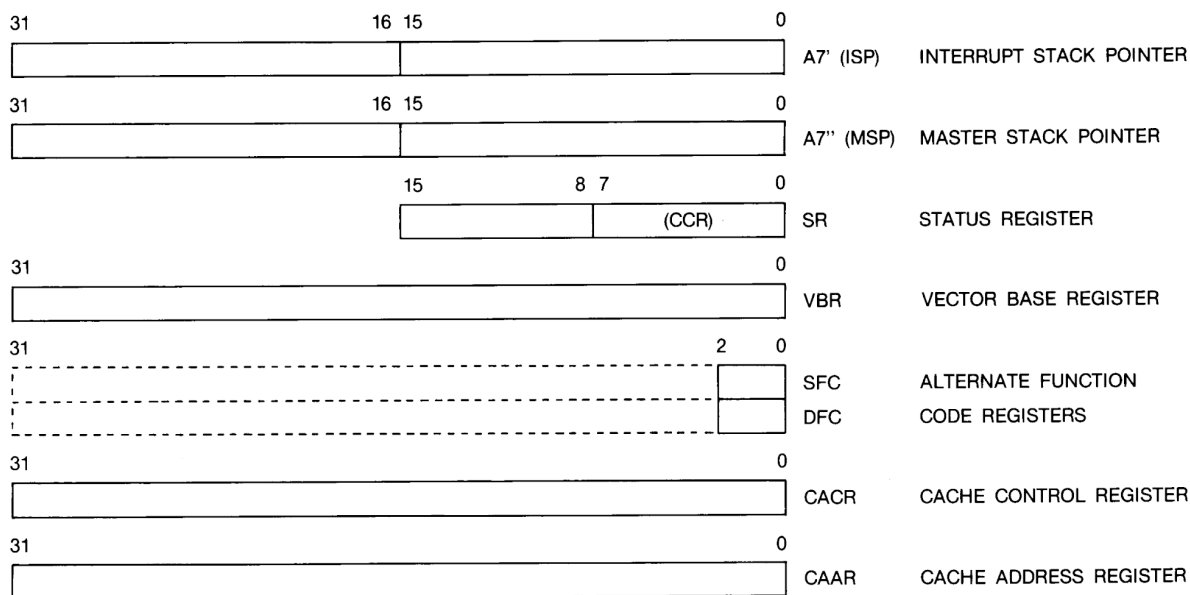 31 16 15 0
A7' (ISP) INTERRUPT STACK POINTER
31 16 15 0
A7'' (MSP) MASTER STACK POINTER
15 8 7 0
(CCR) SR STATUS REGISTER
31 0
VBR VECTOR BASE REGISTER
31 2 0
SFC ALTERNATE FUNCTION
DFC CODE REGISTERS
31 0
CACR CACHE CONTROL REGISTER
31 0
CAAR CACHE ADDRESS REGISTER